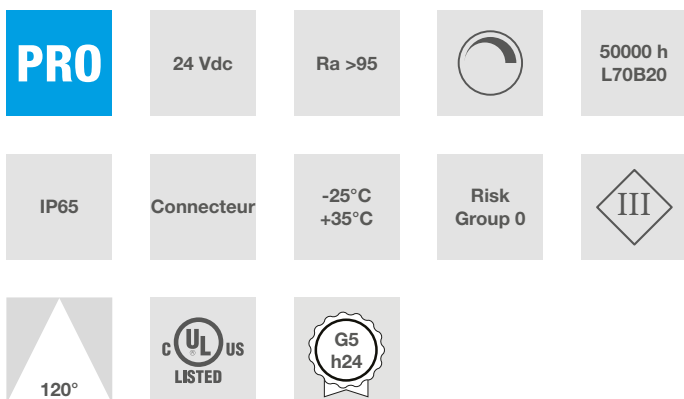 PRO
24 Vdc
Ra >95
50000 h
L70B20
IP65
Connecteur
-25°C
+35°C
Risk
Group 0
III
120°
c UL US
®
LISTED
G5
h24